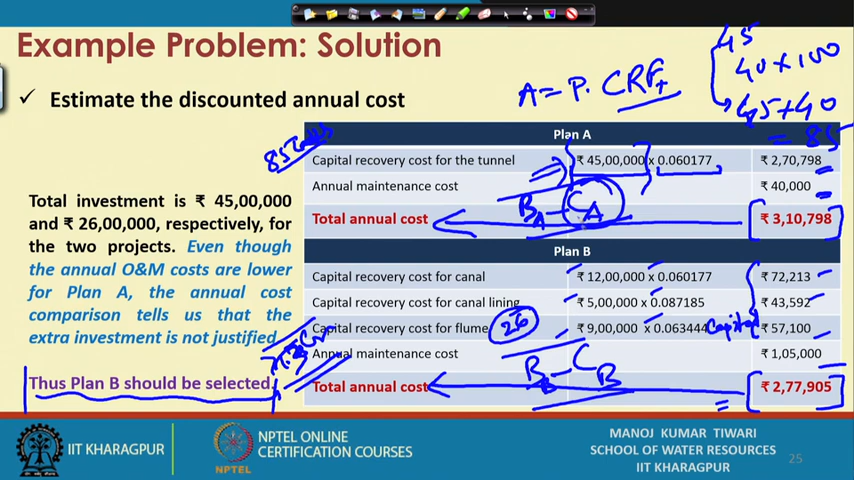 Example Problem: Solution
✓ Estimate the discounted annual cost
A = P. CRF
45
40 x 100
45 + 40
= 85
Total investment is ₹ 45,00,000
and ₹ 26,00,000, respectively, for
the two projects. Even though
the annual O&M costs are lower
for Plan A, the annual cost
comparison tells us that the
extra investment is not justified.
Thus Plan B should be selected.
Plan A
Capital recovery cost for the tunnel ₹ 45,00,000 x 0.060177 ₹ 2,70,798
Annual maintenance cost ₹ 40,000
Total annual cost ₹ 3,10,798
B_A - C_A
Plan B
Capital recovery cost for canal ₹ 12,00,000 x 0.060177 ₹ 72,213
Capital recovery cost for canal lining ₹ 5,00,000 x 0.087185 ₹ 43,592
Capital recovery cost for flume ₹ 9,00,000 x 0.063444 ₹ 57,100
26
Capital
Annual maintenance cost ₹ 1,05,000
Total annual cost ₹ 2,77,905
B_B - C_B
IIT KHARAGPUR
NPTEL
NPTEL ONLINE
CERTIFICATION COURSES
MANOJ KUMAR TIWARI
SCHOOL OF WATER RESOURCES
IIT KHARAGPUR
25